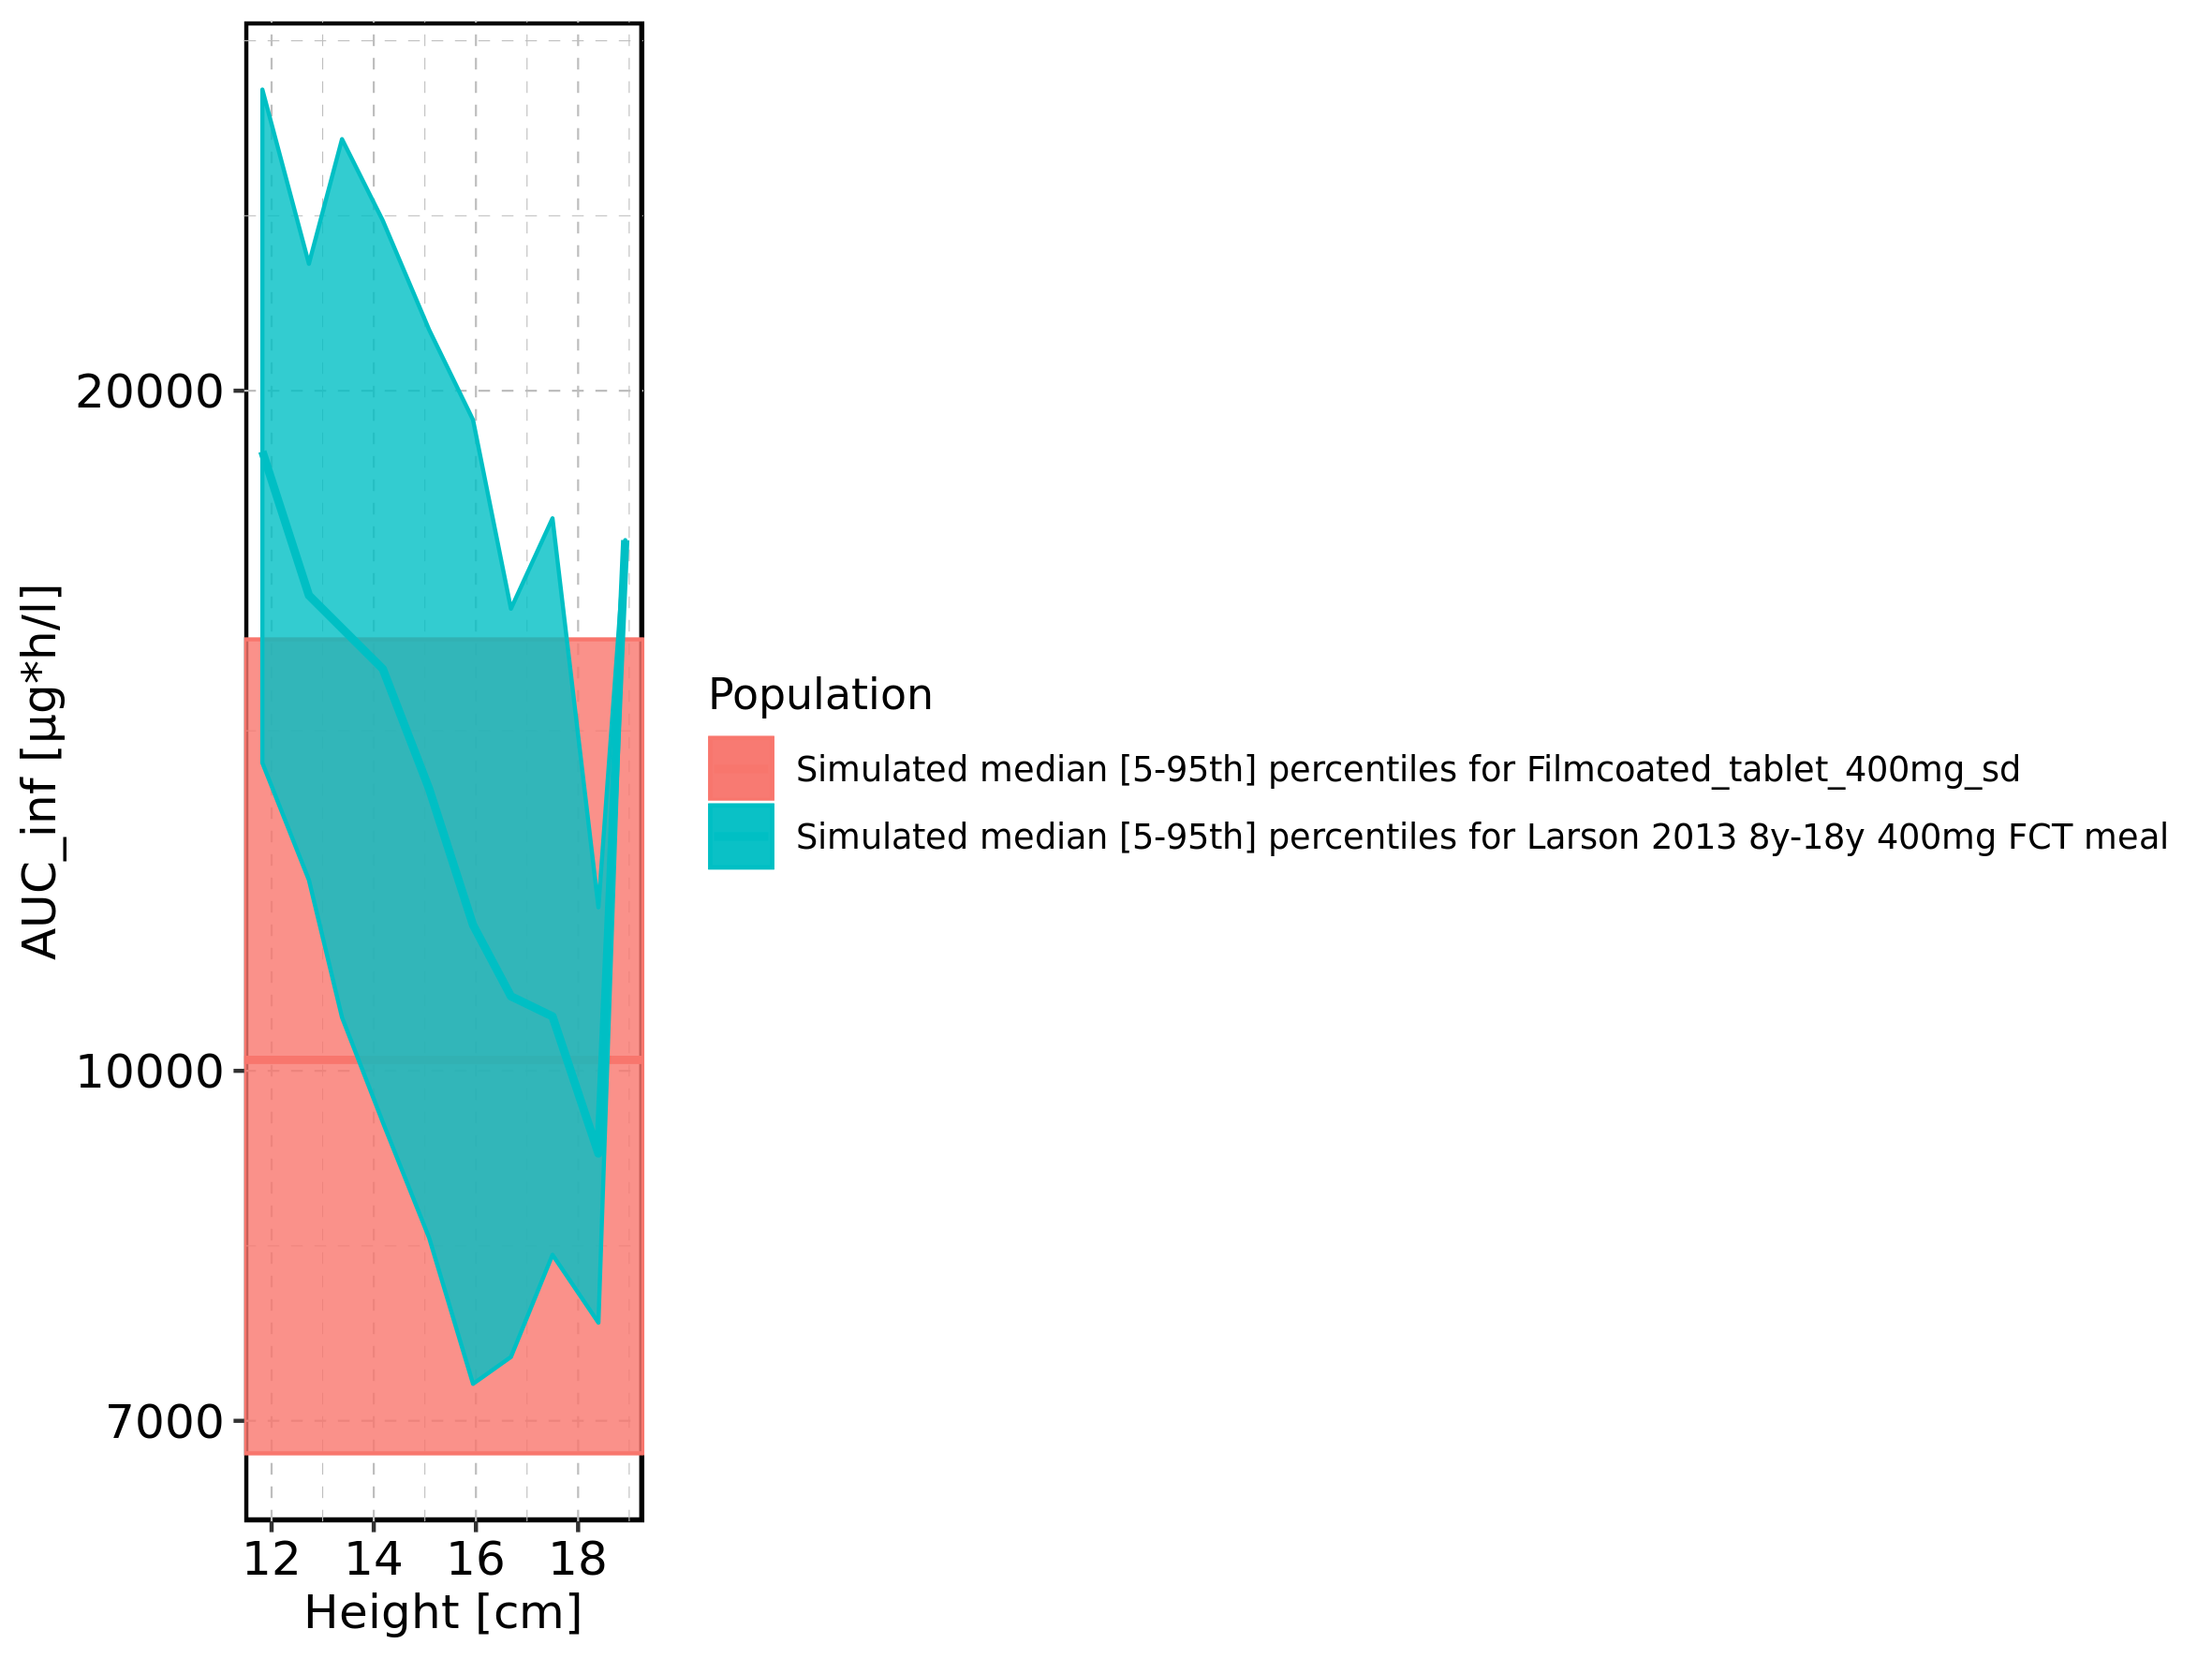 AUC_inf [µg*h/l]
20000
10000
7000
12 14 16 18
Height [cm]
Population
Simulated median [5-95th] percentiles for Filmcoated_tablet_400mg_sd
Simulated median [5-95th] percentiles for Larson 2013 8y-18y 400mg FCT meal